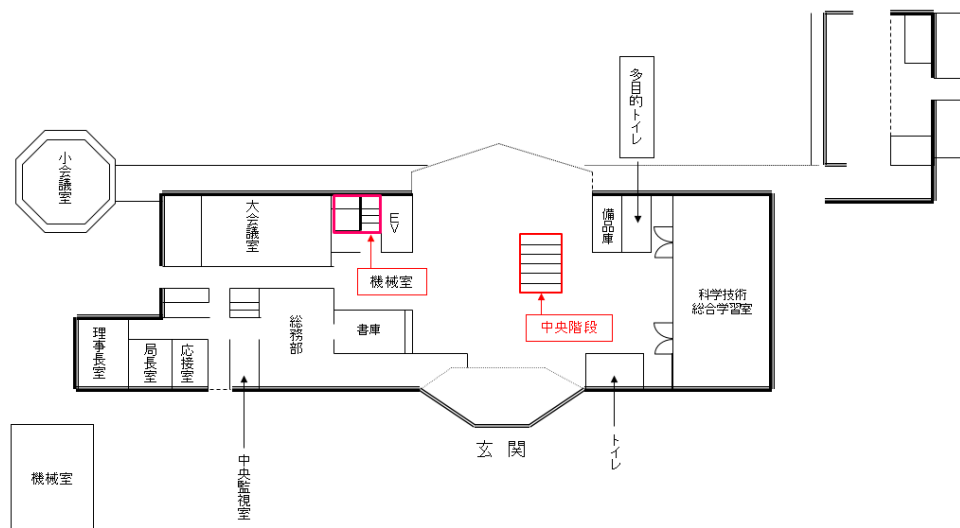 多目的トイレ
小会議室
大会議室
EV
備品庫
機械室
科学技術
総合学習室
中央階段
理事長室
局長室
応接室
総務部
書庫
玄関
トイレ
中央監視室
機械室